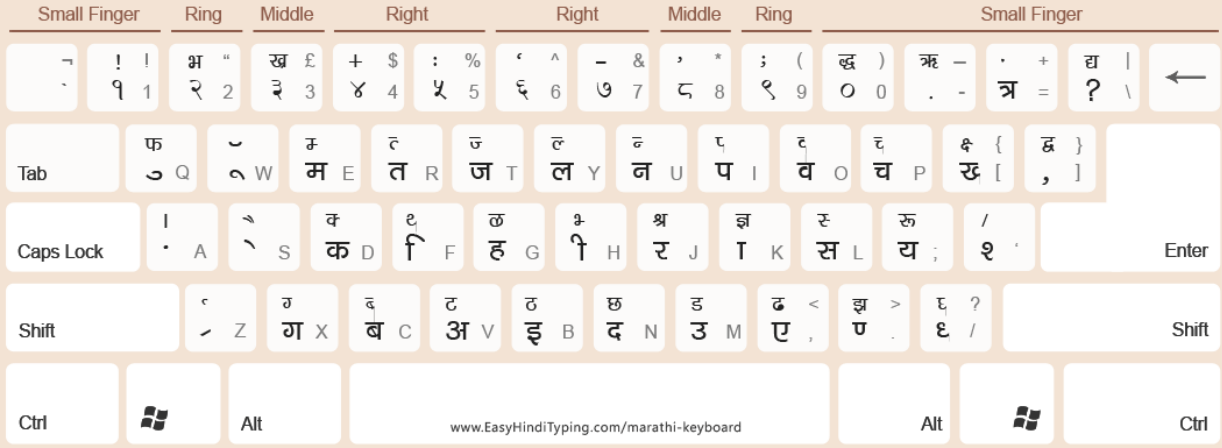 Small Finger Ring Middle Right Right Middle Ring Small Finger
¬ ! ! भ “ ख़ £ + $ : % ‘ ^ – & ’ * ; ( द्ध ) ऋ – · + द्य |
` १ 1 २ 2 ३ 3 ४ 4 ५ 5 ६ 6 ७ 7 ८ 8 ९ 9 ० 0 . - त्र = ? \
फ म्‍ त्‍ ज्‍ ल्‍ न्‍ प्‍ व्‍ च्‍ क्ष् { द्व }
Tab ु Q ू W म E त R ज T ल Y न U प I व O च P ख् [ , ]
। ै क्‍ थ् ळ भ्‍ श्र ज्ञ स्‍ रू /
Caps Lock ं A े S क D ि F ह G ी H र J ा K स L य ; श् ' Enter
र्‍ ग्‍ ब्‍ ट ठ छ ड ढ < झ > घ् ?
Shift ्र Z ग X ब C अ V इ B द N उ M ए , ण् . ध् / Shift
Ctrl Alt www.EasyHindiTyping.com/marathi-keyboard Alt Ctrl